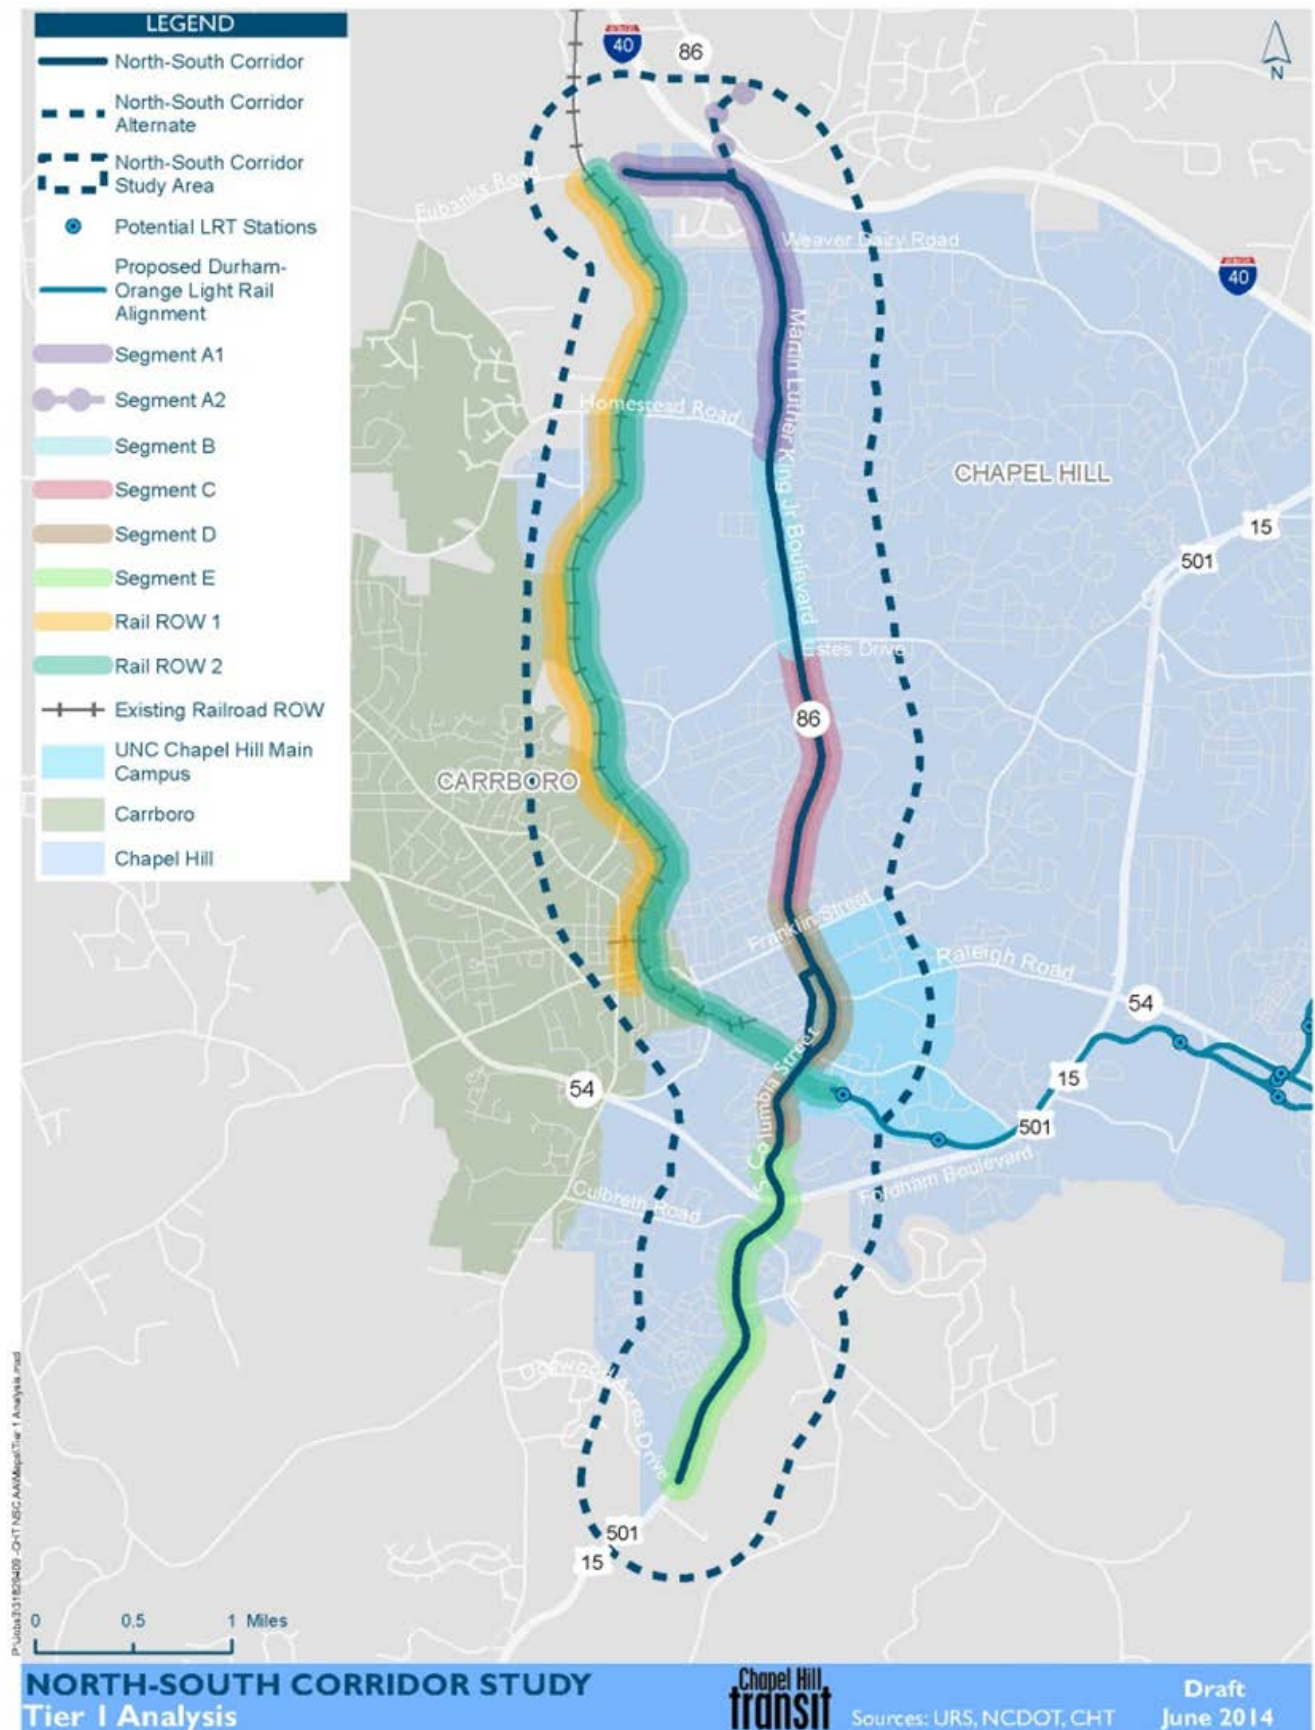 LEGEND
North-South Corridor
North-South Corridor
Alternate
North-South Corridor
Study Area
Potential LRT Stations
Proposed Durham-
Orange Light Rail
Alignment
Segment A1
Segment A2
Segment B
Segment C
Segment D
Segment E
Rail ROW 1
Rail ROW 2
Existing Railroad ROW
UNC Chapel Hill Main
Campus
Carrboro
Chapel Hill
40
86
N
Eubanks Road
Weaver Dairy Road
40
Martin Luther King Jr Boulevard
Homestead Road
CHAPEL HILL
15
501
Estes Drive
86
CARRBORO
Franklin Street
Raleigh Road
54
S Columbia Street
54
15
501
Fordham Boulevard
Culbreth Road
Dogwood Acres Drive
501
15
0 0.5 1 Miles
NORTH-SOUTH CORRIDOR STUDY
Tier 1 Analysis
Chapel Hill
transit
Sources: URS, NCDOT, CHT
Draft
June 2014